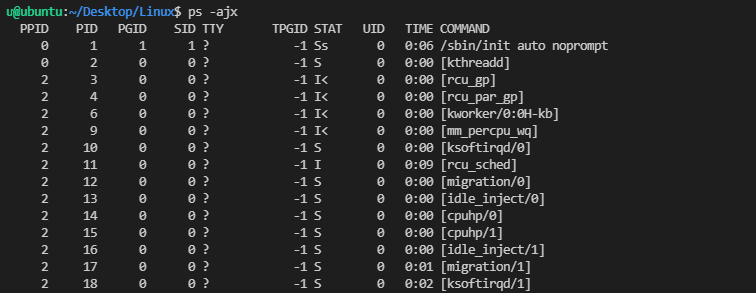 u@ubuntu:~/Desktop/Linux$ ps -ajx
PPID PID PGID SID TTY TPGID STAT UID TIME COMMAND
0 1 1 1 ? -1 Ss 0 0:06 /sbin/init auto noprompt
0 2 0 0 ? -1 S 0 0:00 [kthreadd]
2 3 0 0 ? -1 I< 0 0:00 [rcu_gp]
2 4 0 0 ? -1 I< 0 0:00 [rcu_par_gp]
2 6 0 0 ? -1 I< 0 0:00 [kworker/0:0H-kb]
2 9 0 0 ? -1 I< 0 0:00 [mm_percpu_wq]
2 10 0 0 ? -1 S 0 0:00 [ksoftirqd/0]
2 11 0 0 ? -1 I 0 0:09 [rcu_sched]
2 12 0 0 ? -1 S 0 0:00 [migration/0]
2 13 0 0 ? -1 S 0 0:00 [idle_inject/0]
2 14 0 0 ? -1 S 0 0:00 [cpuhp/0]
2 15 0 0 ? -1 S 0 0:00 [cpuhp/1]
2 16 0 0 ? -1 S 0 0:00 [idle_inject/1]
2 17 0 0 ? -1 S 0 0:01 [migration/1]
2 18 0 0 ? -1 S 0 0:02 [ksoftirqd/1]